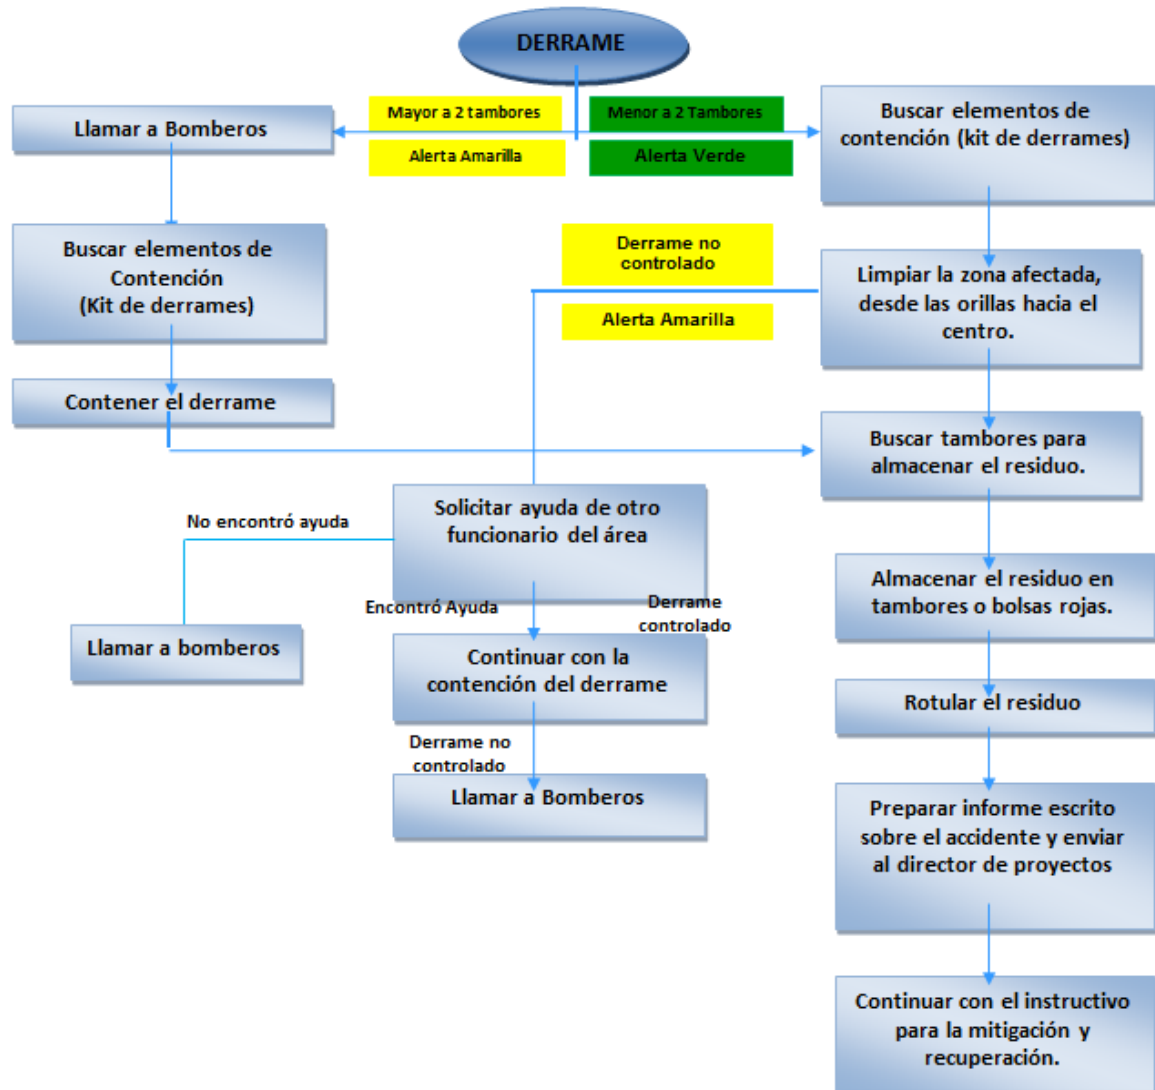 DERRAME
Mayor a 2 tambores
Alerta Amarilla
Menor a 2 Tambores
Alerta Verde
Llamar a Bomberos
Buscar elementos de
Contención
(Kit de derrames)
Contener el derrame
Buscar elementos de
contención (kit de derrames)
Derrame no
controlado
Alerta Amarilla
Limpiar la zona afectada,
desde las orillas hacia el
centro.
Buscar tambores para
almacenar el residuo.
Solicitar ayuda de otro
funcionario del área
No encontró ayuda
Llamar a bomberos
Encontró Ayuda
Derrame
controlado
Continuar con la
contención del derrame
Derrame no
controlado
Llamar a Bomberos
Almacenar el residuo en
tambores o bolsas rojas.
Rotular el residuo
Preparar informe escrito
sobre el accidente y enviar
al director de proyectos
Continuar con el instructivo
para la mitigación y
recuperación.